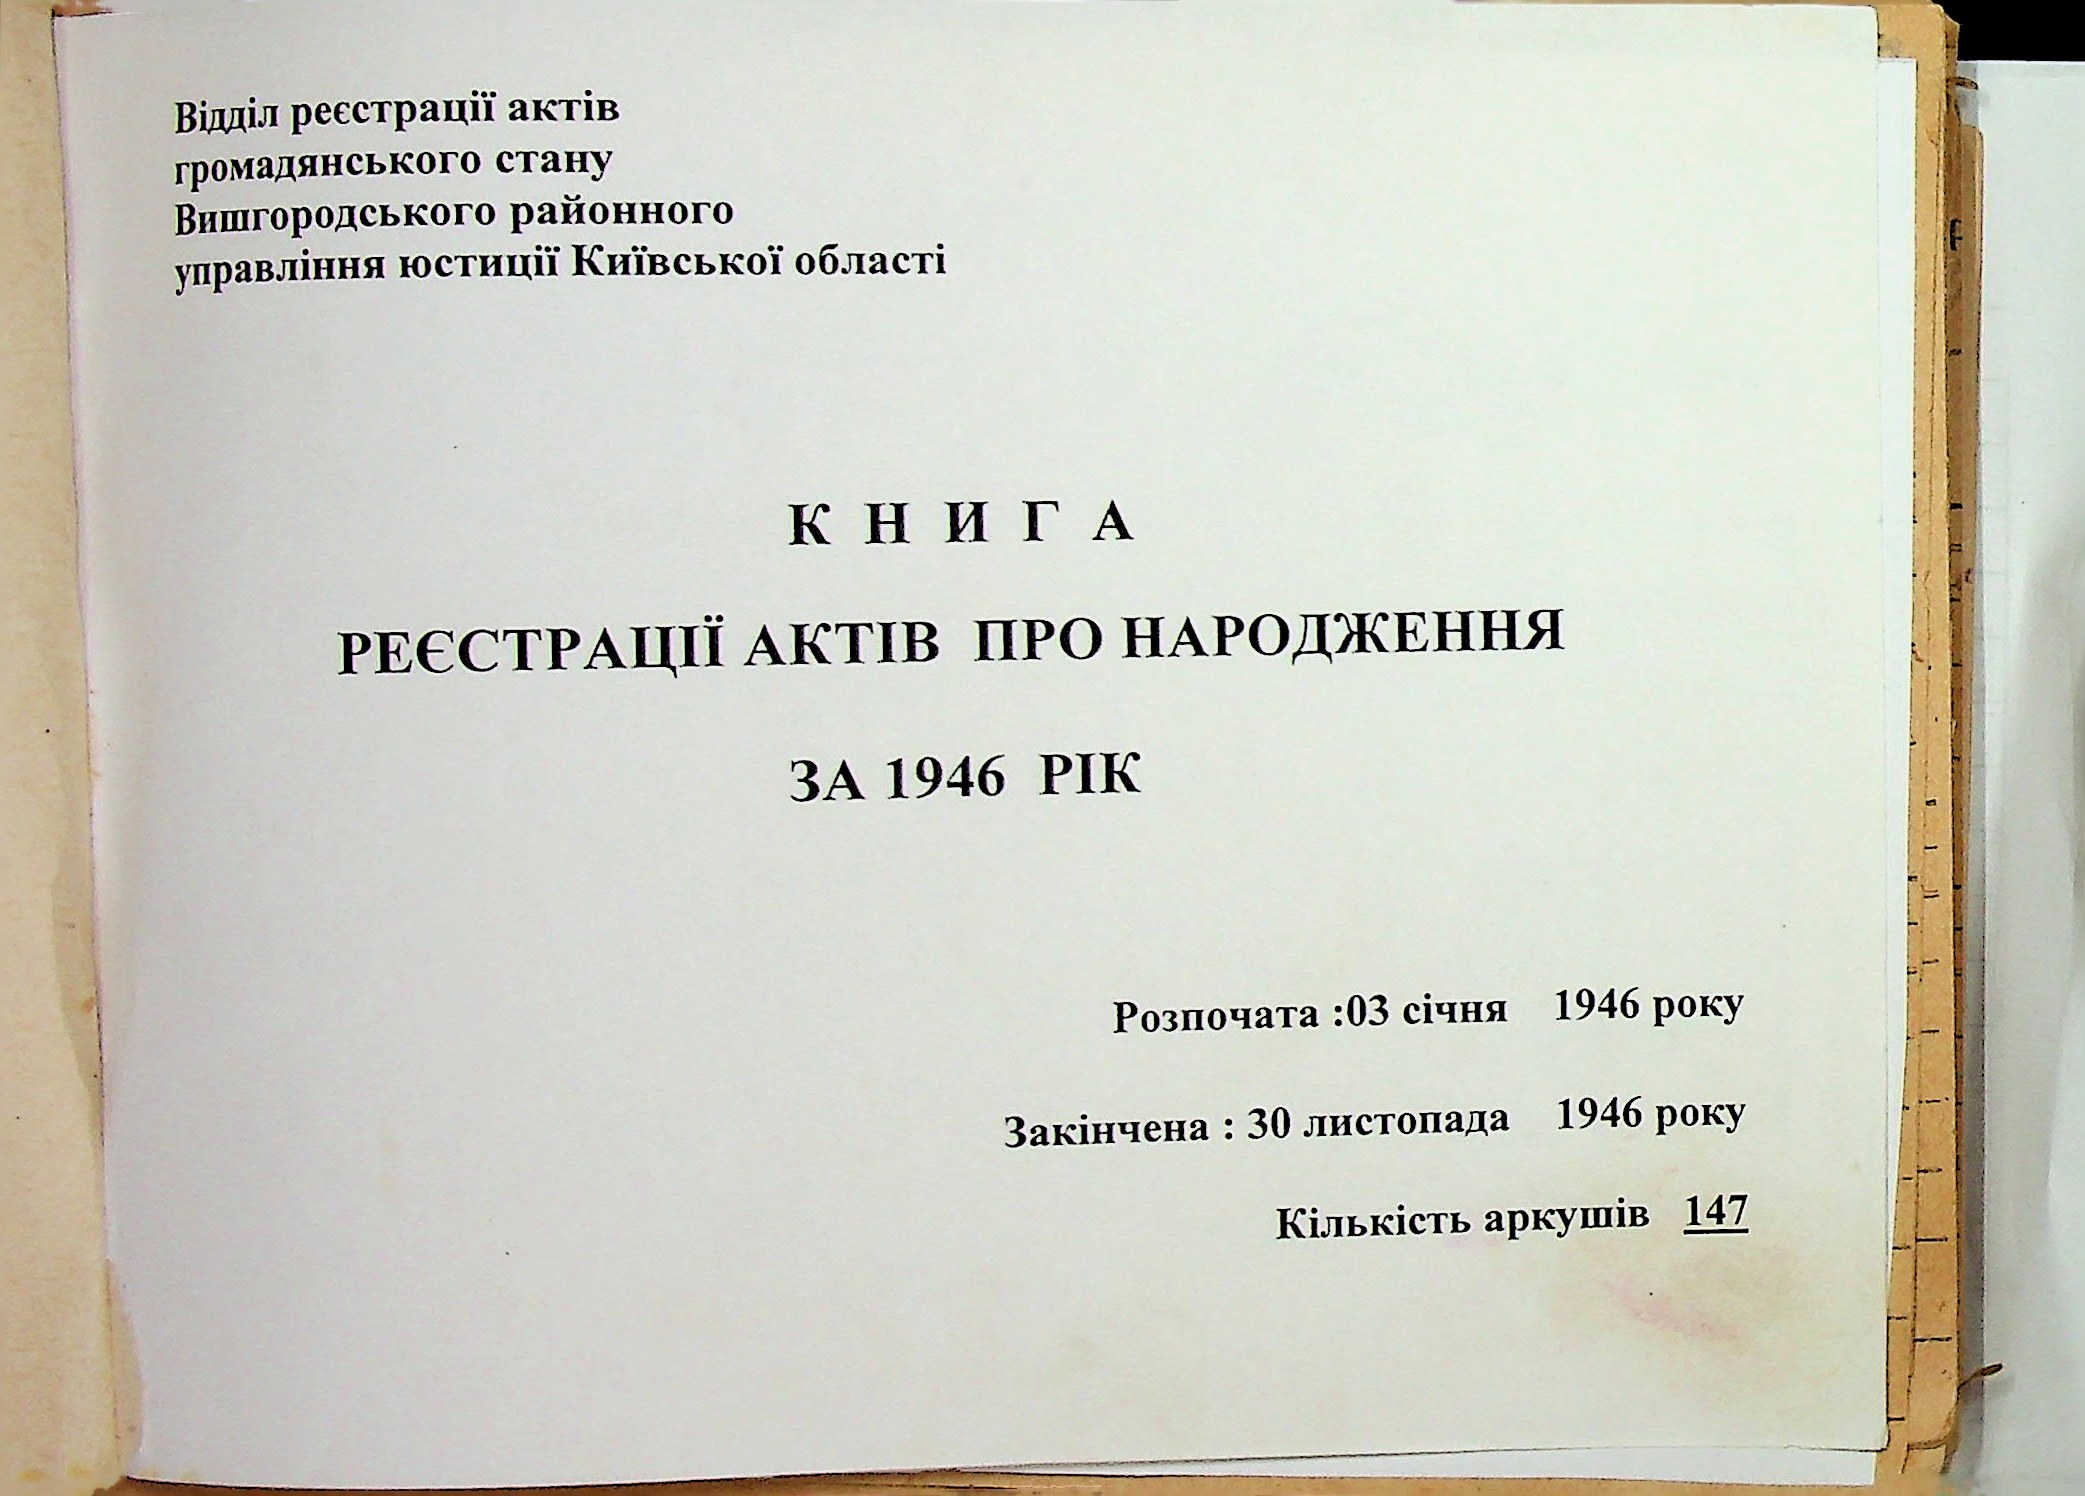 Відділ реєстрації актів
громадянського стану
Вишгородського районного
управління юстиції Київської області
К Н И Г А
РЕЄСТРАЦІЇ АКТІВ ПРО НАРОДЖЕННЯ
ЗА 1946 РІК
Розпочата :03 січня 1946 року
Закінчена : 30 листопада 1946 року
Кількість аркушів 147